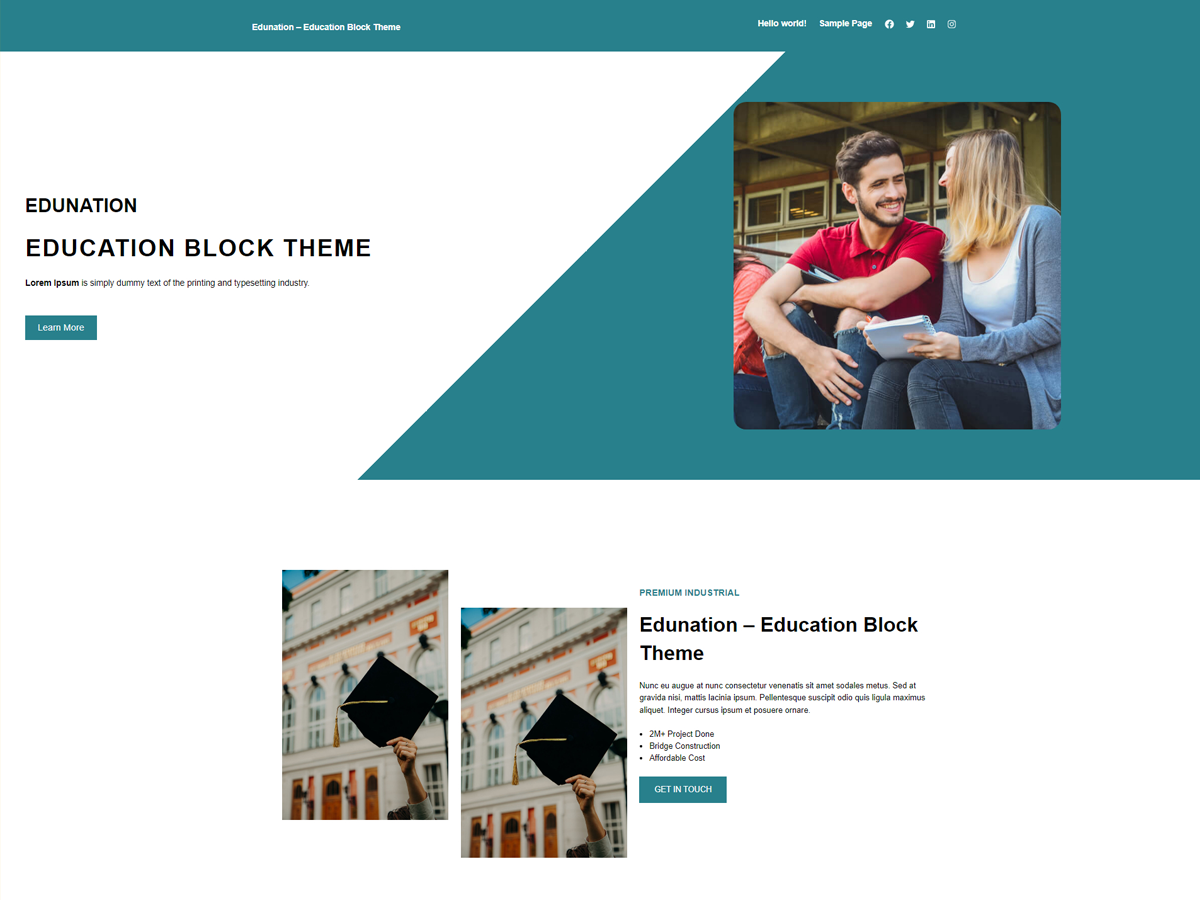 Edunation – Education Block Theme
Hello world! Sample Page
EDUNATION
EDUCATION BLOCK THEME
Lorem Ipsum is simply dummy text of the printing and typesetting industry.
Learn More
PREMIUM INDUSTRIAL
Edunation – Education Block
Theme
Nunc eu augue at nunc consectetur venenatis sit amet sodales metus. Sed at
gravida nisi, mattis lacinia ipsum. Pellentesque suscipit odio quis ligula maximus
aliquet. Integer cursus ipsum et posuere ornare.
• 2M+ Project Done
• Bridge Construction
• Affordable Cost
GET IN TOUCH